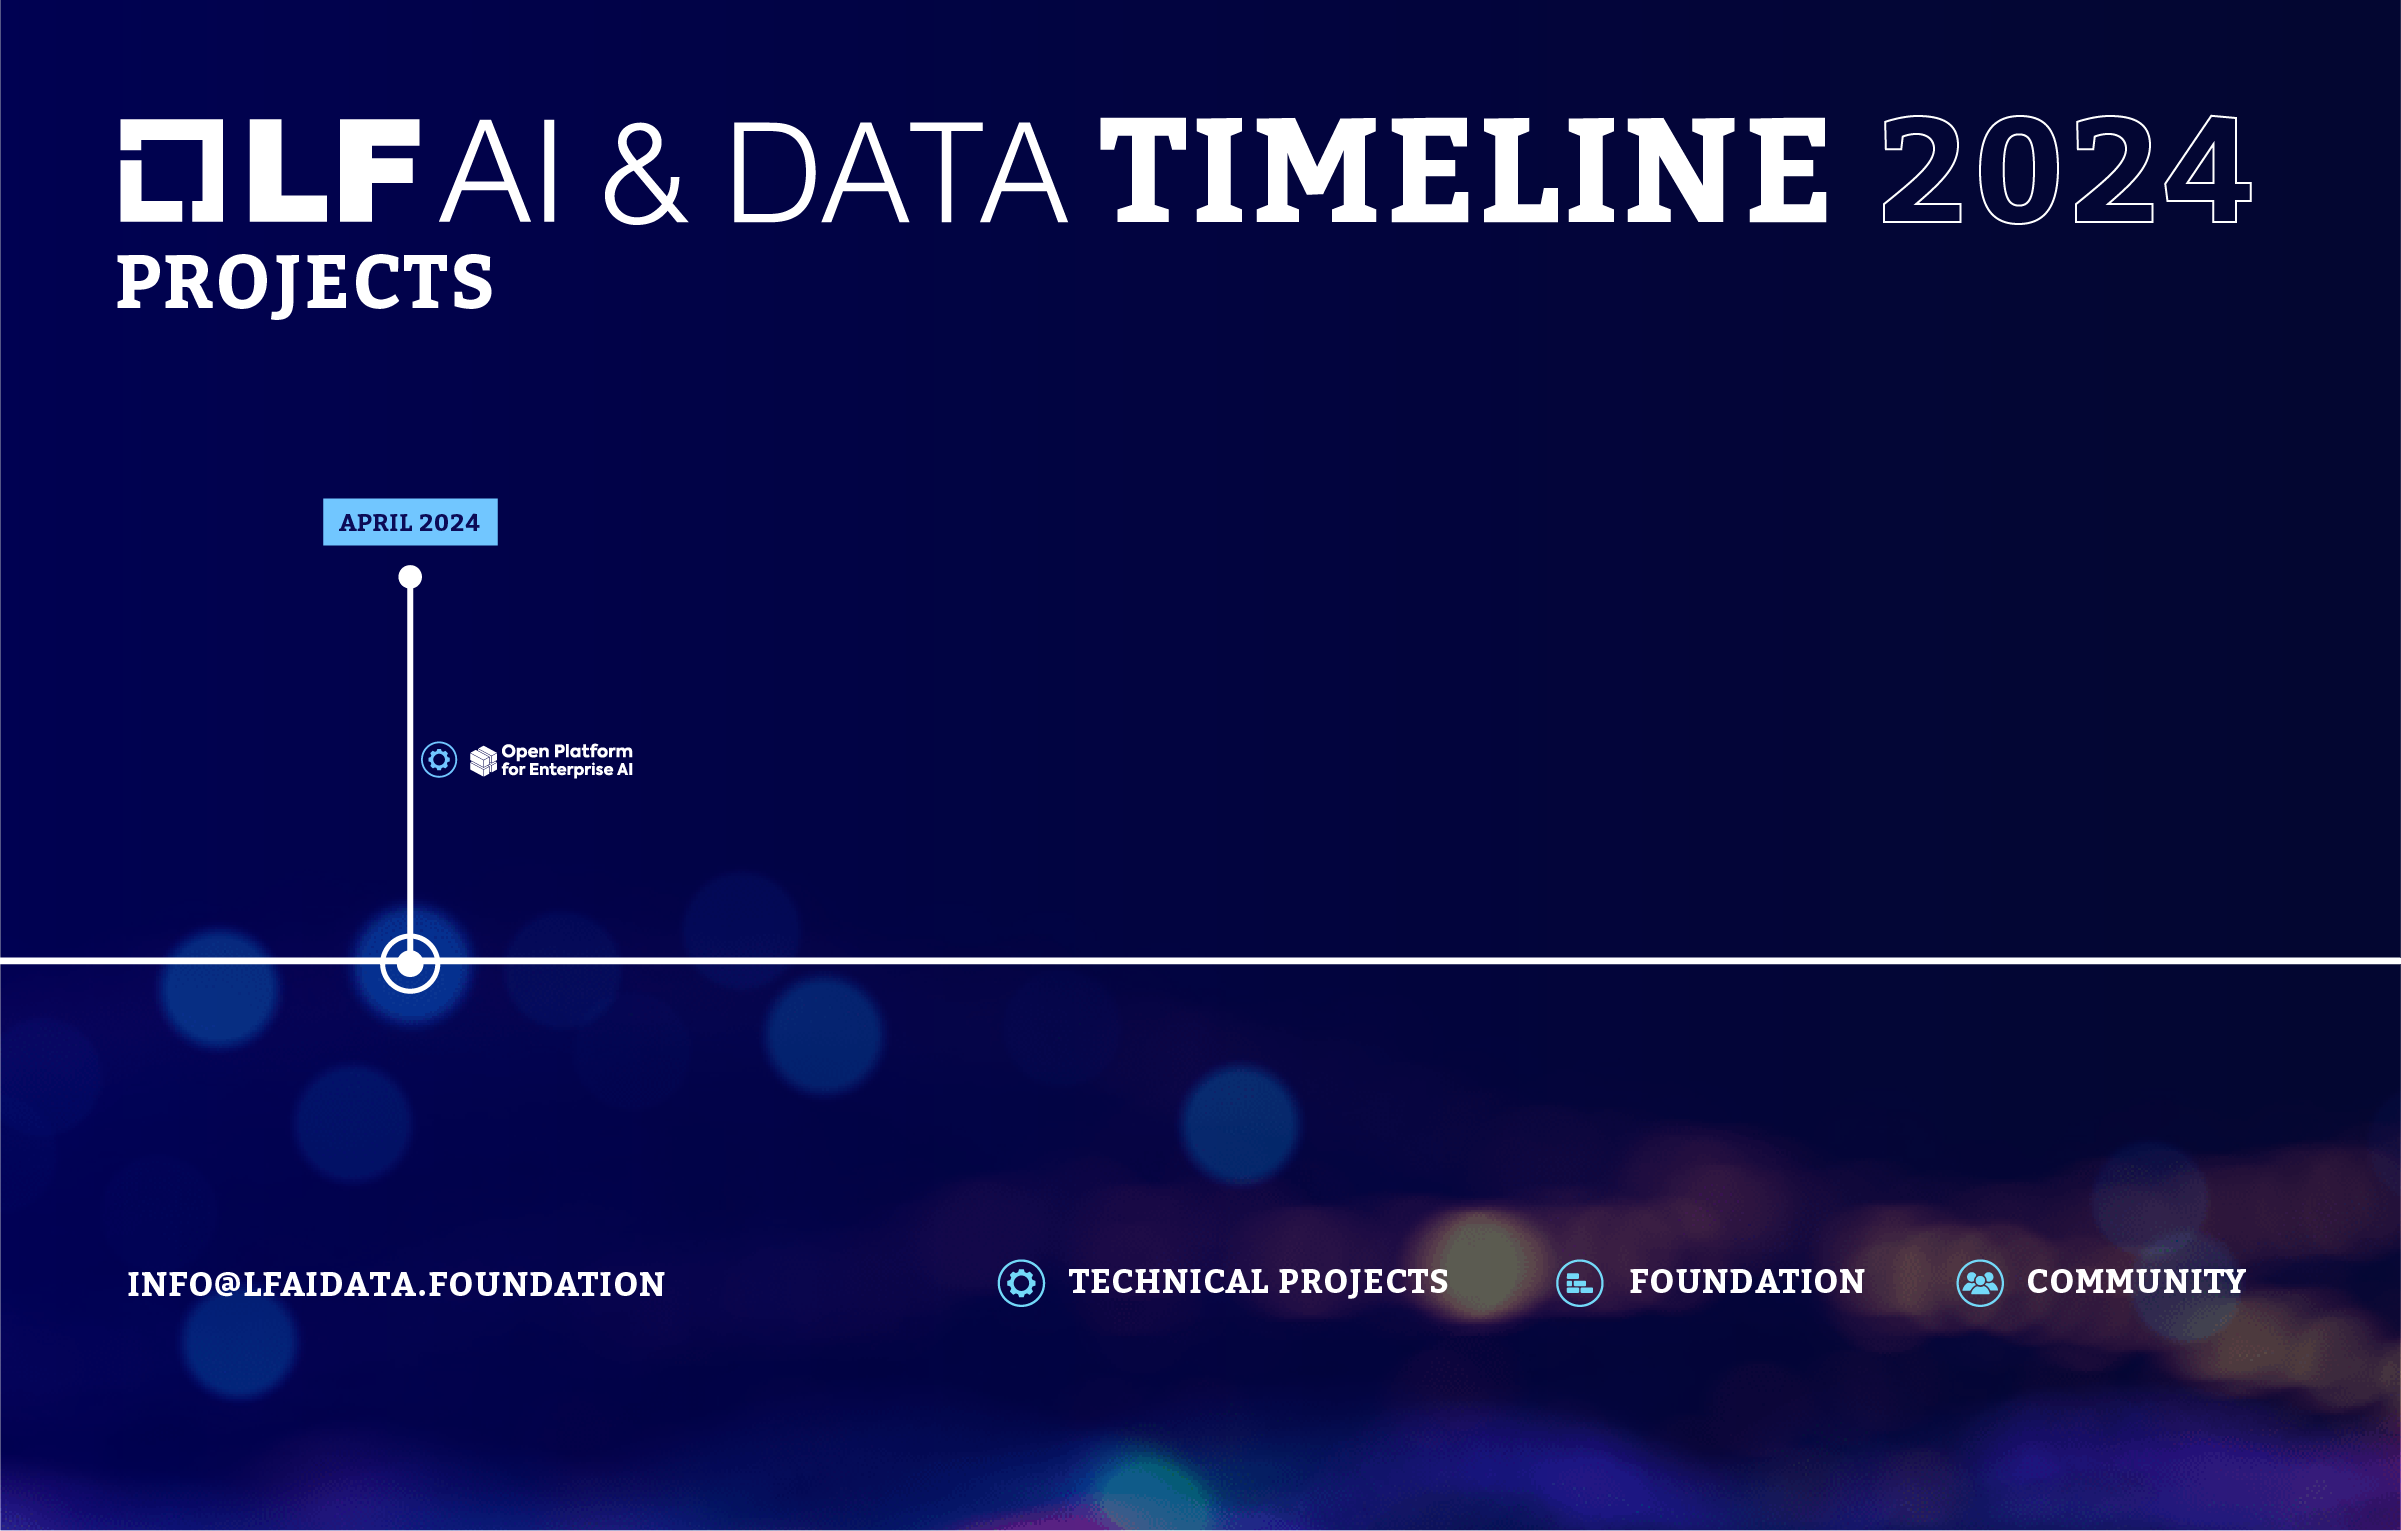 LF AI & DATA TIMELINE 2024
PROJECTS
APRIL 2024
Open Platform
for Enterprise AI
INFO@LFAIDATA.FOUNDATION
TECHNICAL PROJECTS
FOUNDATION
COMMUNITY